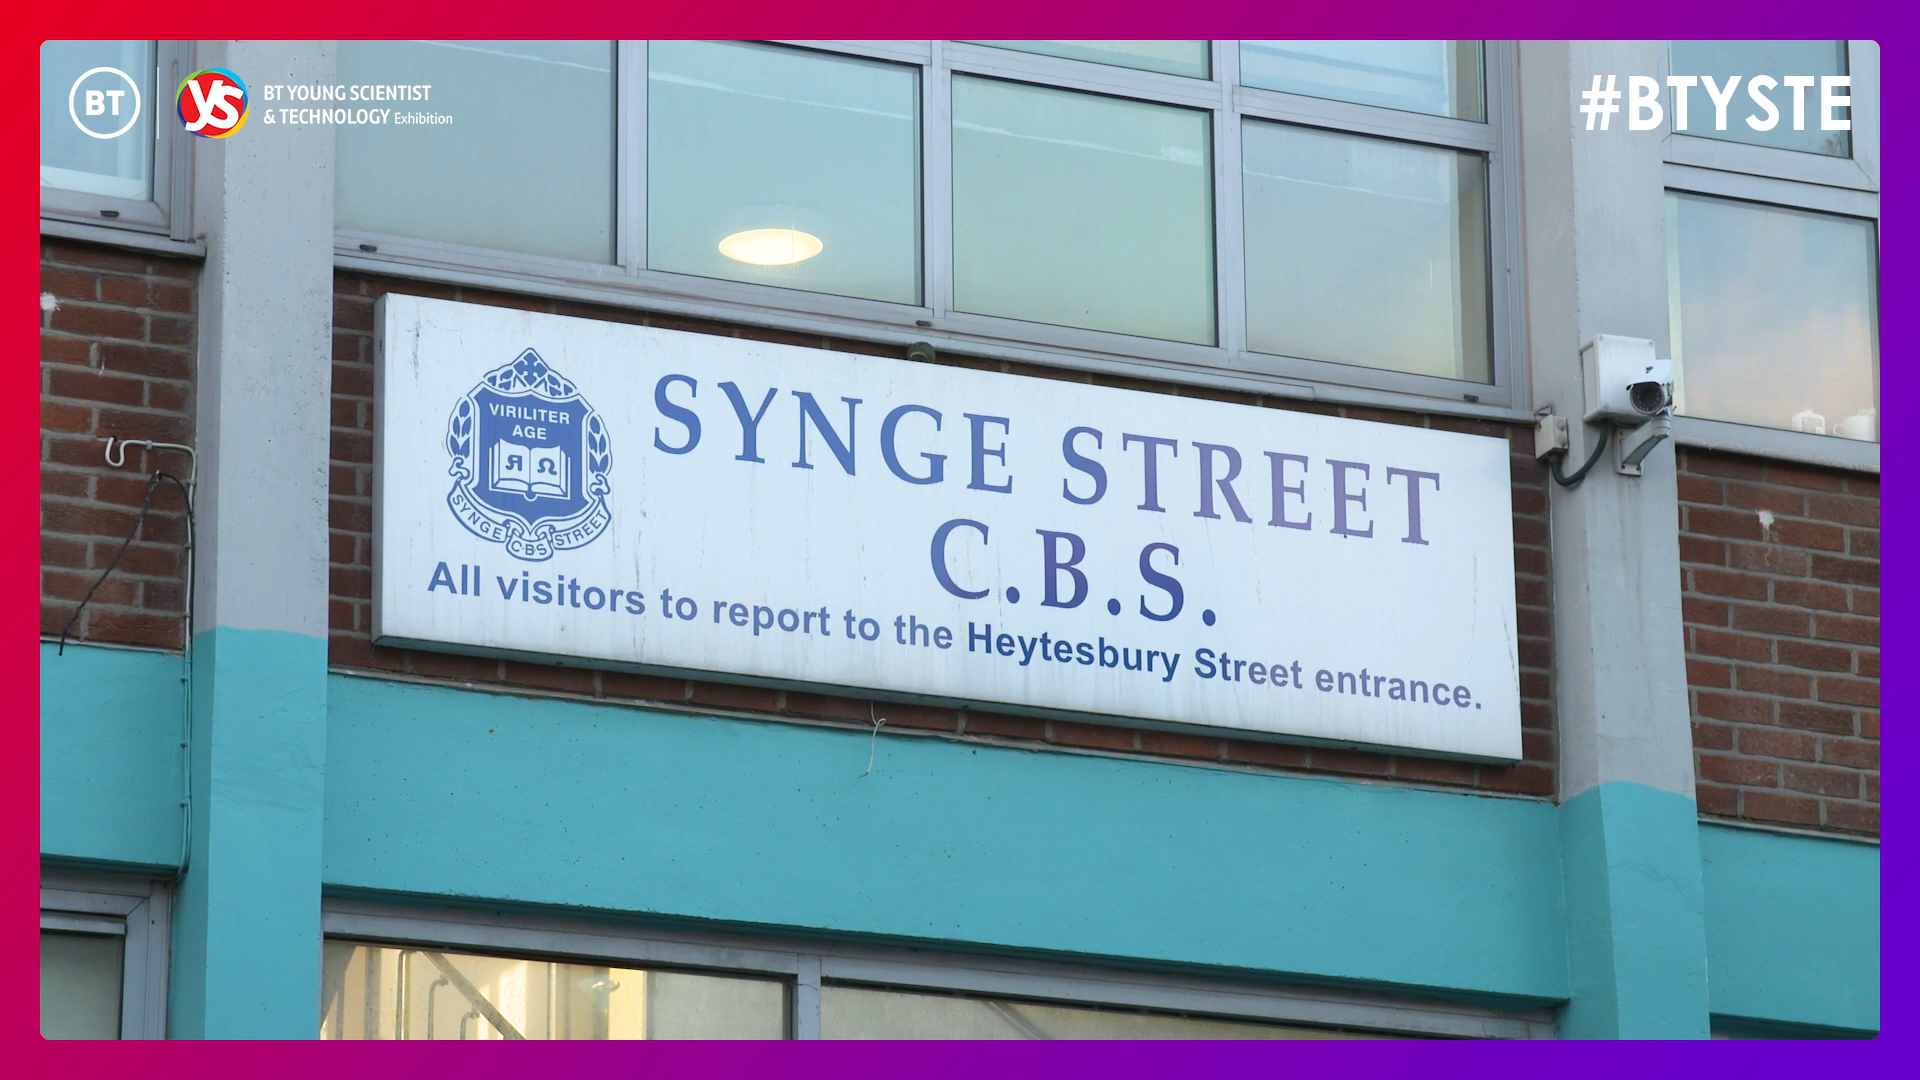 BT
YS
BT YOUNG SCIENTIST
& TECHNOLOGY Exhibition
#BTYSTE
VIRILITER
AGE
Я Ω
SYNGE C·B·S STREET
SYNGE STREET
C.B.S.
All visitors to report to the Heytesbury Street entrance.